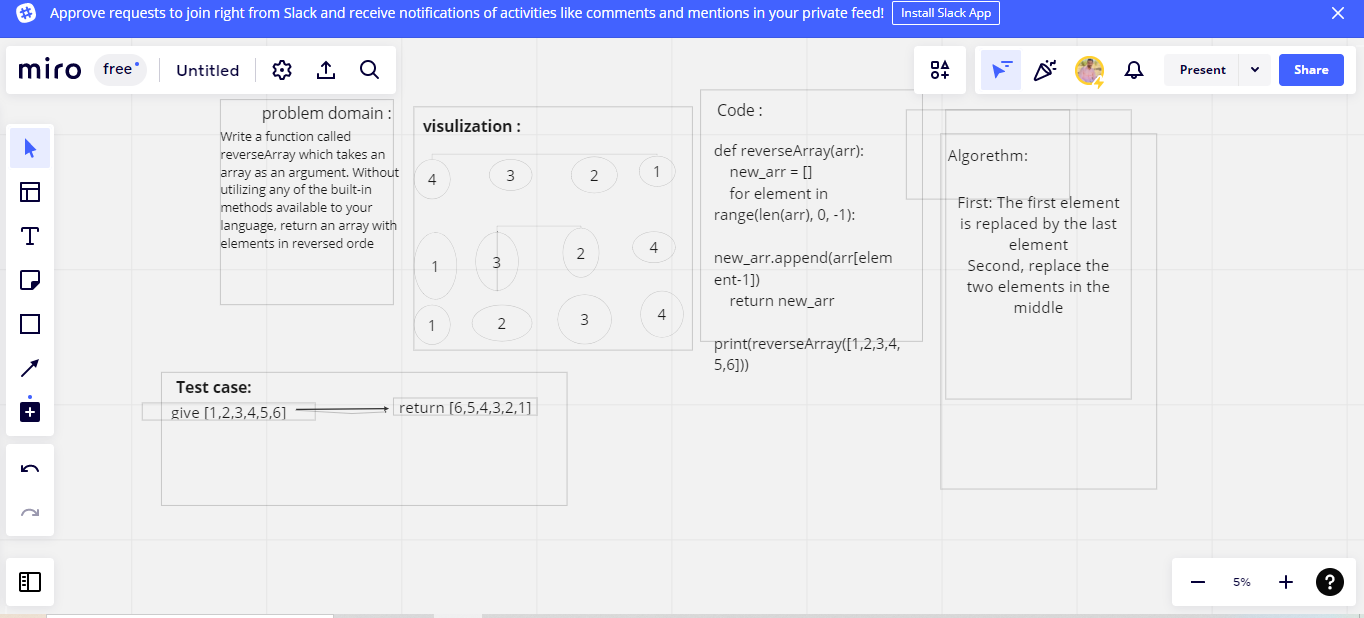 Approve requests to join right from Slack and receive notifications of activities like comments and mentions in your private feed! Install Slack App
miro free Untitled Present Share
problem domain :
Write a function called
reverseArray which takes an
array as an argument. Without
utilizing any of the built-in
methods available to your
language, return an array with
elements in reversed orde
visulization :
4 3 2 1
1 3 2 4
1 2 3 4
Code :
def reverseArray(arr):
new_arr = []
for element in
range(len(arr), 0, -1):
new_arr.append(arr[elem
ent-1])
return new_arr
print(reverseArray([1,2,3,4,
5,6]))
Algorethm:
First: The first element
is replaced by the last
element
Second, replace the
two elements in the
middle
Test case:
give [1,2,3,4,5,6] return [6,5,4,3,2,1]
5%